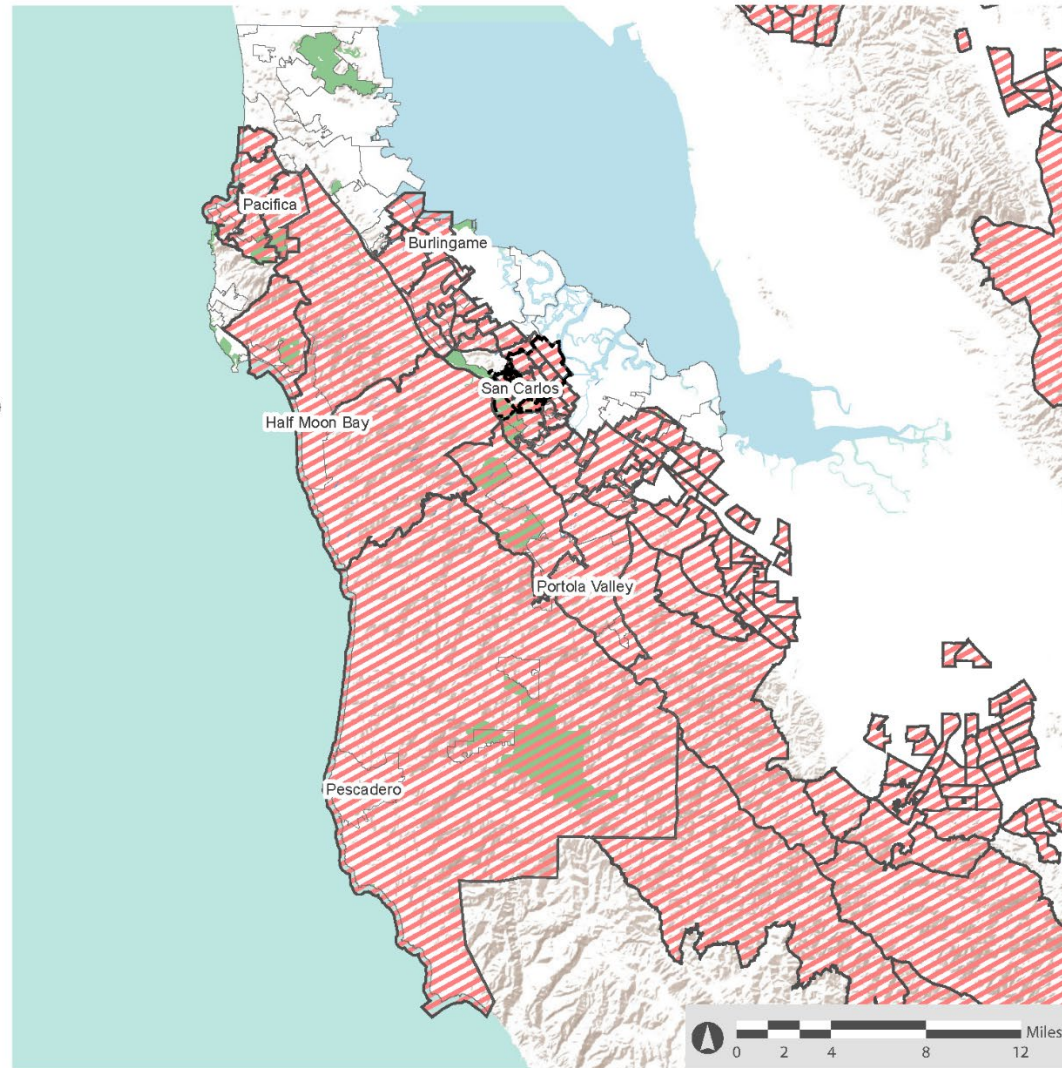 Pacifica
Burlingame
San Carlos
Half Moon Bay
Portola Valley
Pescadero
Miles
0 2 4 8 12